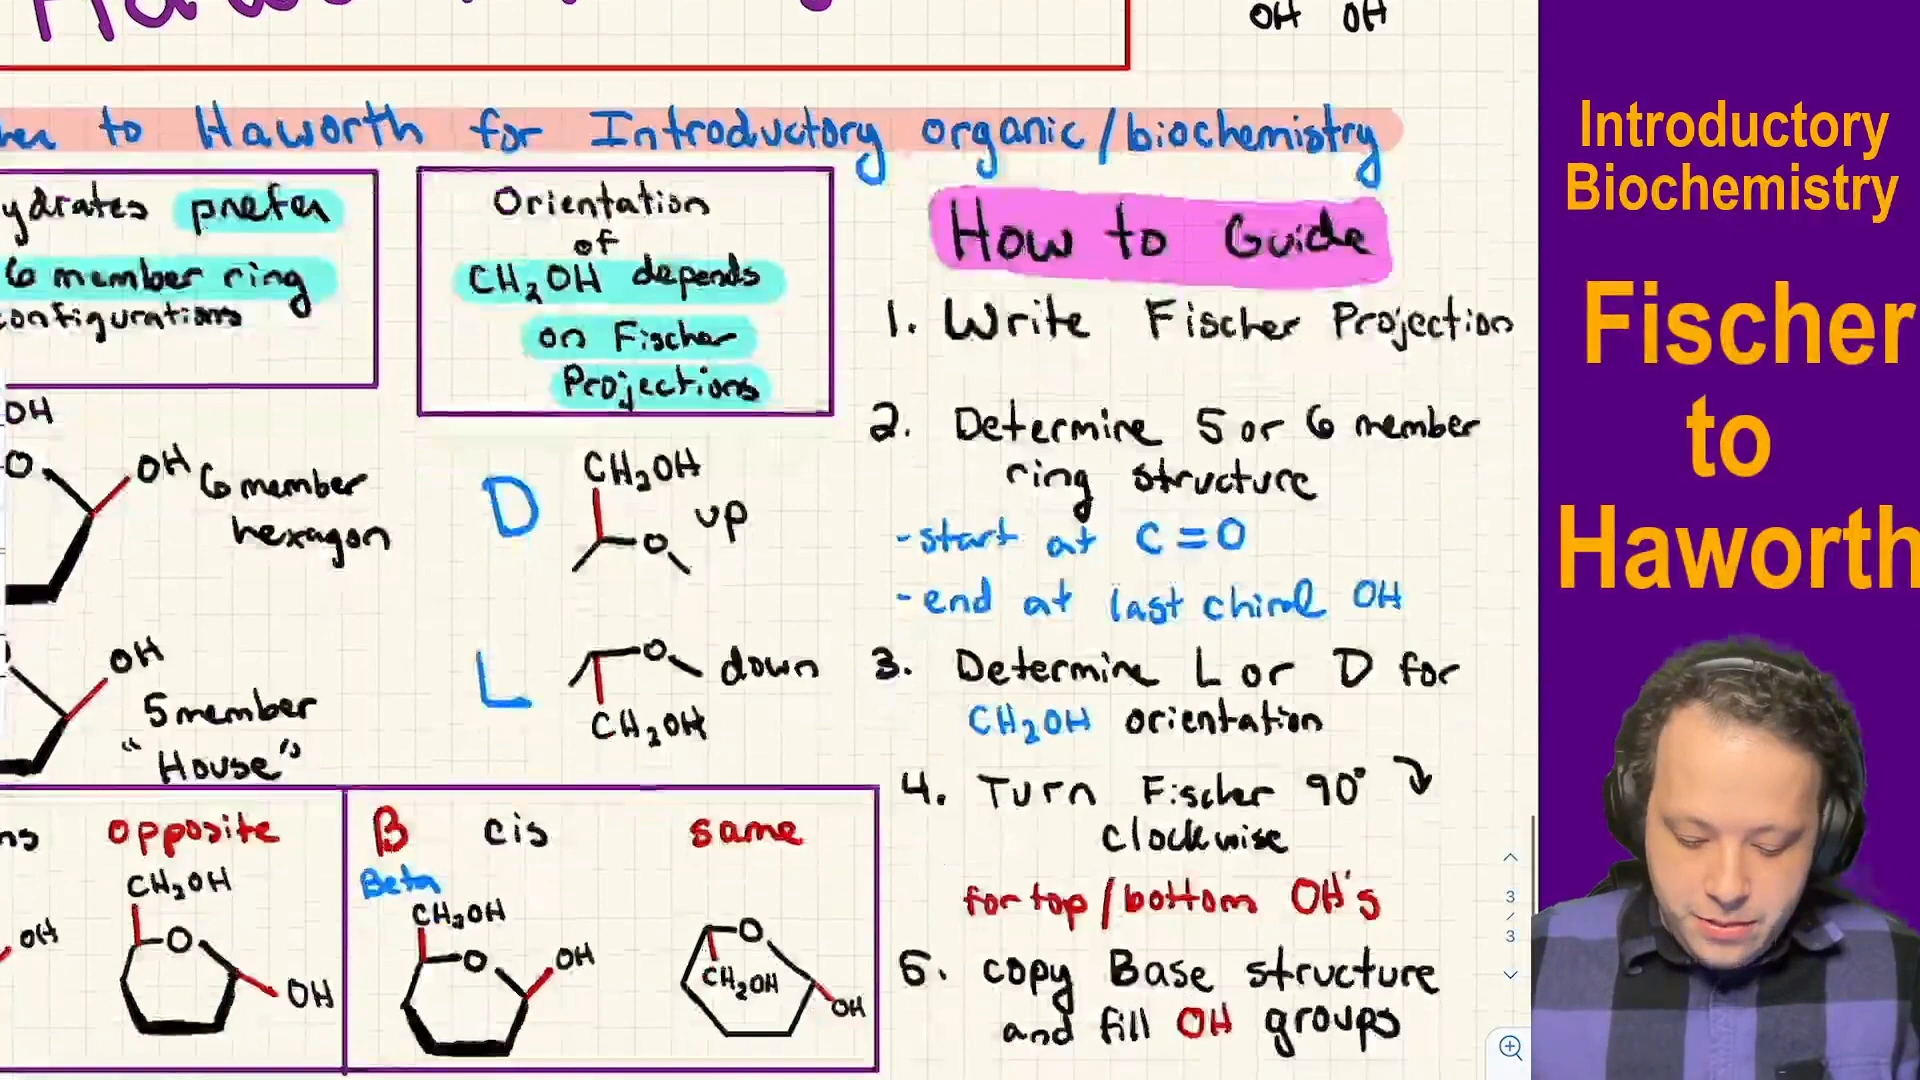 OH OH
to Haworth for Introductory organic/biochemistry
ydrates prefer
6 member ring
configurations
Orientation
of
CH₂OH depends
on Fischer
Projections
OH
O
OH
6 member
hexagon
OH
5 member
"House"
D
CH₂OH
up
O
L
O
down
CH₂OH
opposite
CH₂OH
O
OH
OH
B cis same
Beta
CH₂OH
O
OH
O
CH₂OH
OH
How to Guide
1. Write Fischer Projection
2. Determine 5 or 6 member
ring structure
-start at C=O
-end at last chiral OH
3. Determine L or D for
CH₂OH orientation
4. Turn Fischer 90°
clockwise
for top/bottom OH's
5. copy Base structure
and fill OH groups
3
/
3
Introductory
Biochemistry
Fischer
to
Haworth